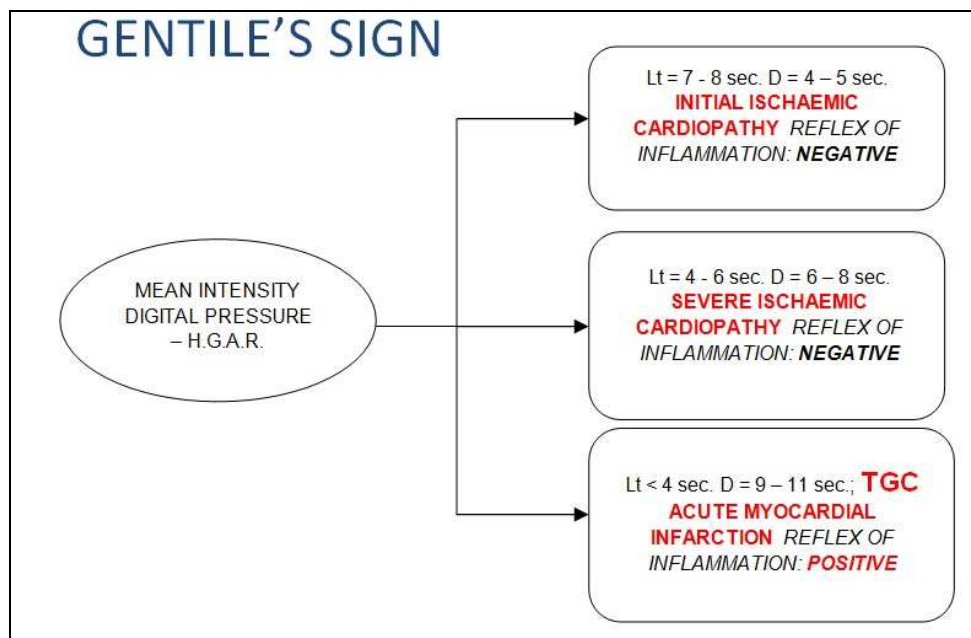 GENTILE'S SIGN
Lt = 7 - 8 sec. D = 4 – 5 sec.
INITIAL ISCHAEMIC
CARDIOPATHY REFLEX OF
INFLAMMATION: NEGATIVE
MEAN INTENSITY
DIGITAL PRESSURE
– H.G.A.R.
Lt = 4 - 6 sec. D = 6 – 8 sec.
SEVERE ISCHAEMIC
CARDIOPATHY REFLEX OF
INFLAMMATION: NEGATIVE
Lt < 4 sec. D = 9 – 11 sec.; TGC
ACUTE MYOCARDIAL
INFARCTION REFLEX OF
INFLAMMATION: POSITIVE